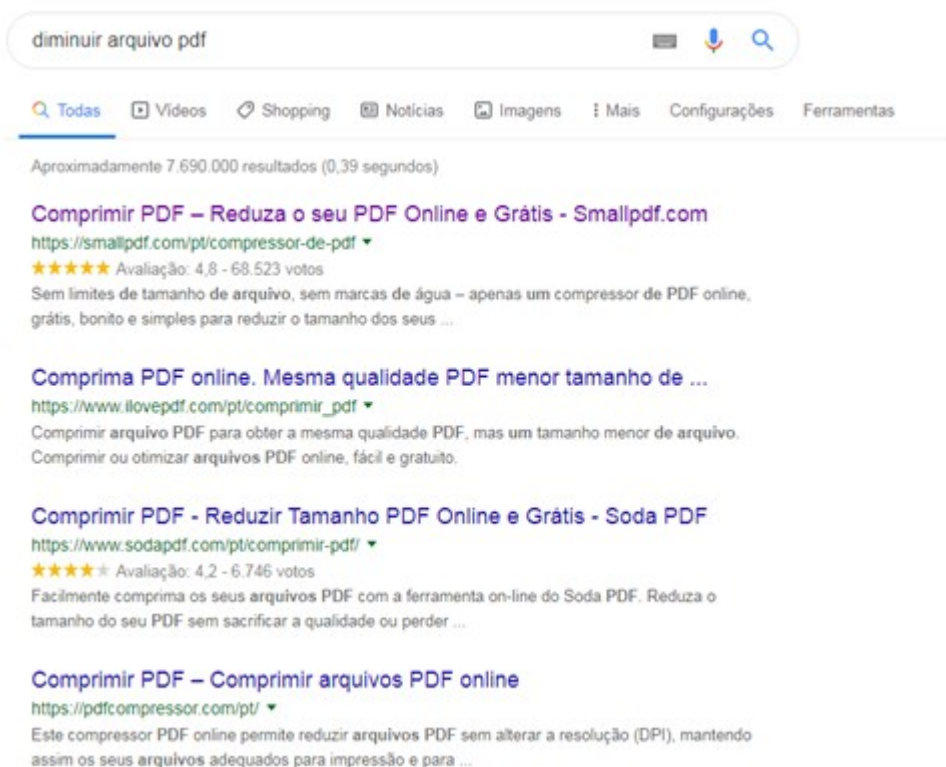 diminuir arquivo pdf
Todas Vídeos Shopping Notícias Imagens Mais Configurações Ferramentas
Aproximadamente 7.690.000 resultados (0,39 segundos)
Comprimir PDF – Reduza o seu PDF Online e Grátis - Smallpdf.com
https://smallpdf.com/pt/compressor-de-pdf
Avaliação: 4,8 - 68.523 votos
Sem limites de tamanho de arquivo, sem marcas de água – apenas um compressor de PDF online,
grátis, bonito e simples para reduzir o tamanho dos seus ...
Comprima PDF online. Mesma qualidade PDF menor tamanho de ...
https://www.ilovepdf.com/pt/comprimir_pdf
Comprimir arquivo PDF para obter a mesma qualidade PDF, mas um tamanho menor de arquivo.
Comprimir ou otimizar arquivos PDF online, fácil e gratuito.
Comprimir PDF - Reduzir Tamanho PDF Online e Grátis - Soda PDF
https://www.sodapdf.com/pt/comprimir-pdf/
Avaliação: 4,2 - 6.746 votos
Facilmente comprima os seus arquivos PDF com a ferramenta on-line do Soda PDF. Reduza o
tamanho do seu PDF sem sacrificar a qualidade ou perder ...
Comprimir PDF – Comprimir arquivos PDF online
https://pdfcompressor.com/pt/
Este compressor PDF online permite reduzir arquivos PDF sem alterar a resolução (DPI), mantendo
assim os seus arquivos adequados para impressão e para ...